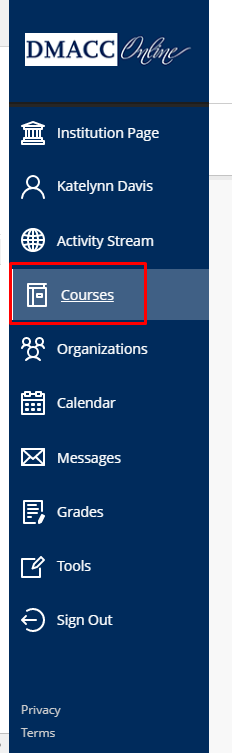 DMACC Online
Institution Page
Katelynn Davis
Activity Stream
Courses
Organizations
Calendar
Messages
Grades
Tools
Sign Out
Privacy
Terms